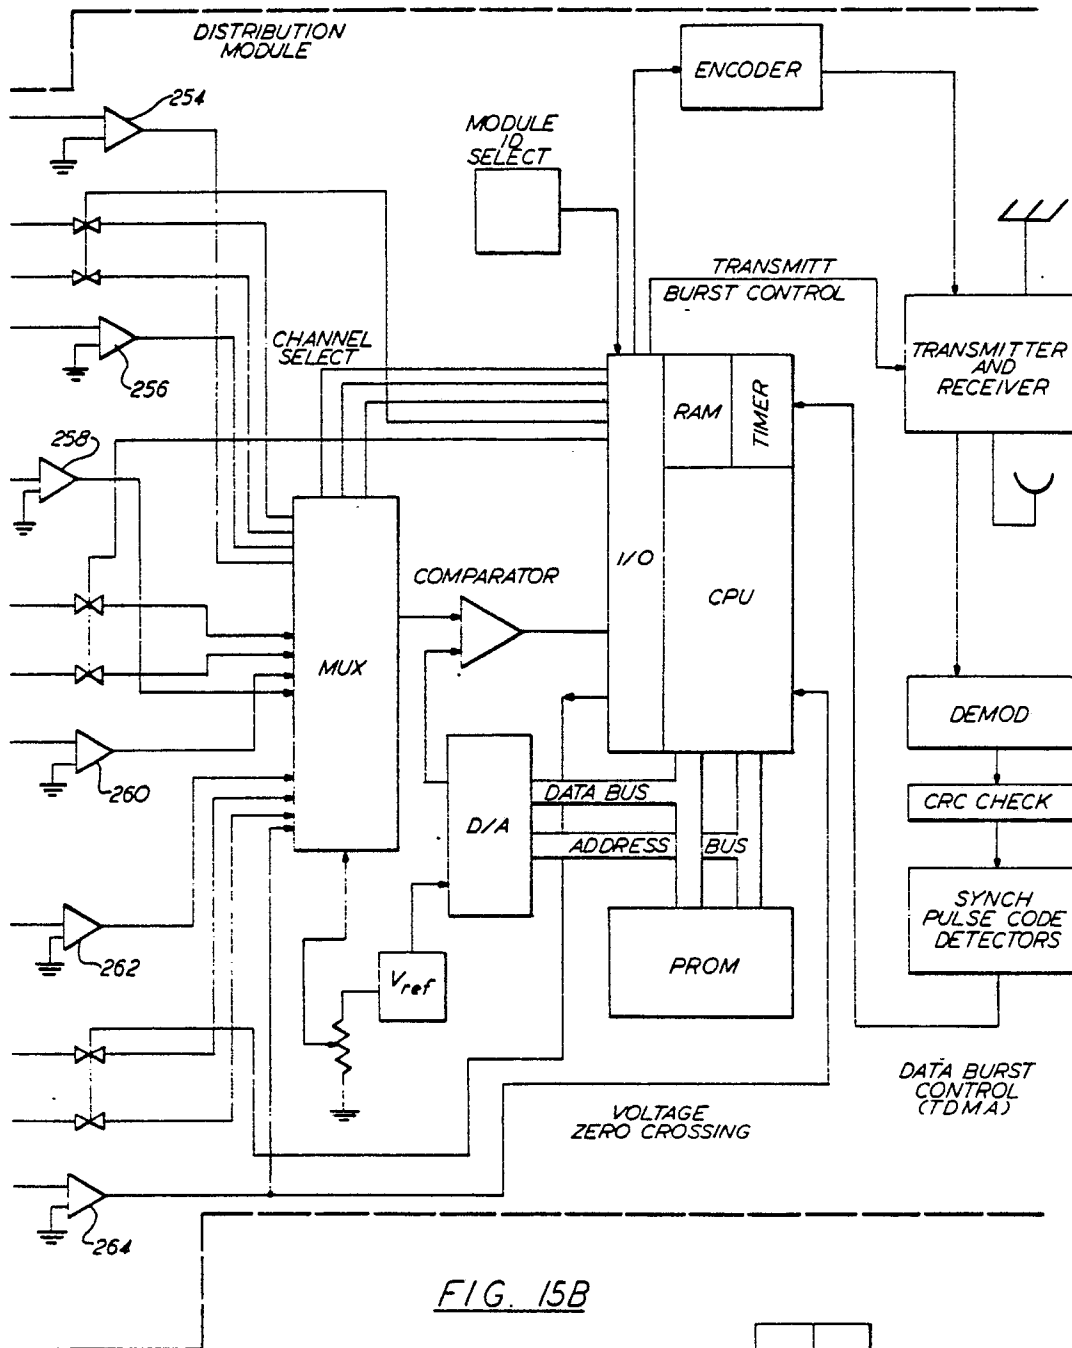 DISTRIBUTION
MODULE
ENCODER
254
MODULE
ID
SELECT
TRANSMITT
BURST CONTROL
CHANNEL
SELECT
256
TRANSMITTER
AND
RECEIVER
RAM
TIMER
258
I/O
COMPARATOR
CPU
MUX
DEMOD
260
D/A
DATA BUS
CRC CHECK
ADDRESS BUS
SYNCH
PULSE CODE
DETECTORS
262
Vref
PROM
DATA BURST
CONTROL
(TDMA)
VOLTAGE
ZERO CROSSING
264
FIG. 15B